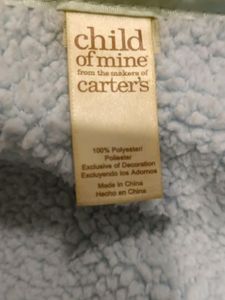 child
of mine
from the makers of
carter's
100% Polyester/
Poliester
Exclusive of Decoration
Excluyendo los Adornos
Made in China
Hecho en China